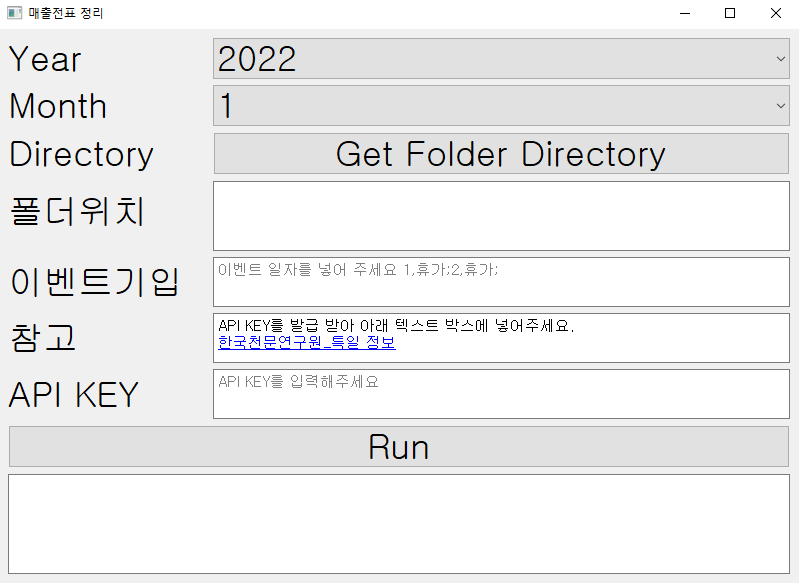 매출전표 정리
Year
2022
Month
1
Directory
Get Folder Directory
폴더위치
이벤트기입
이벤트 일자를 넣어 주세요 1,휴가;2,휴가;
참고
API KEY를 발급 받아 아래 텍스트 박스에 넣어주세요.
한국천문연구원_특일 정보
API KEY
API KEY를 입력해주세요
Run